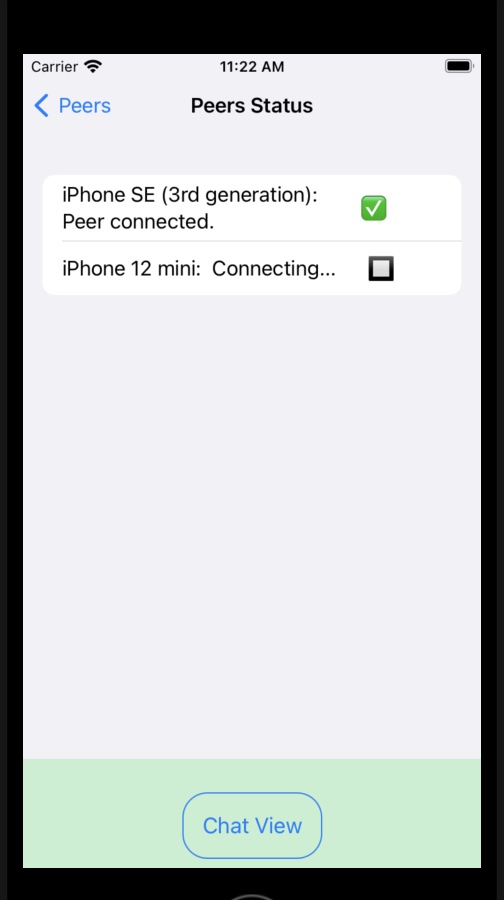 Carrier
11:22 AM
Peers
Peers Status
iPhone SE (3rd generation):
Peer connected.
iPhone 12 mini:  Connecting...
Chat View